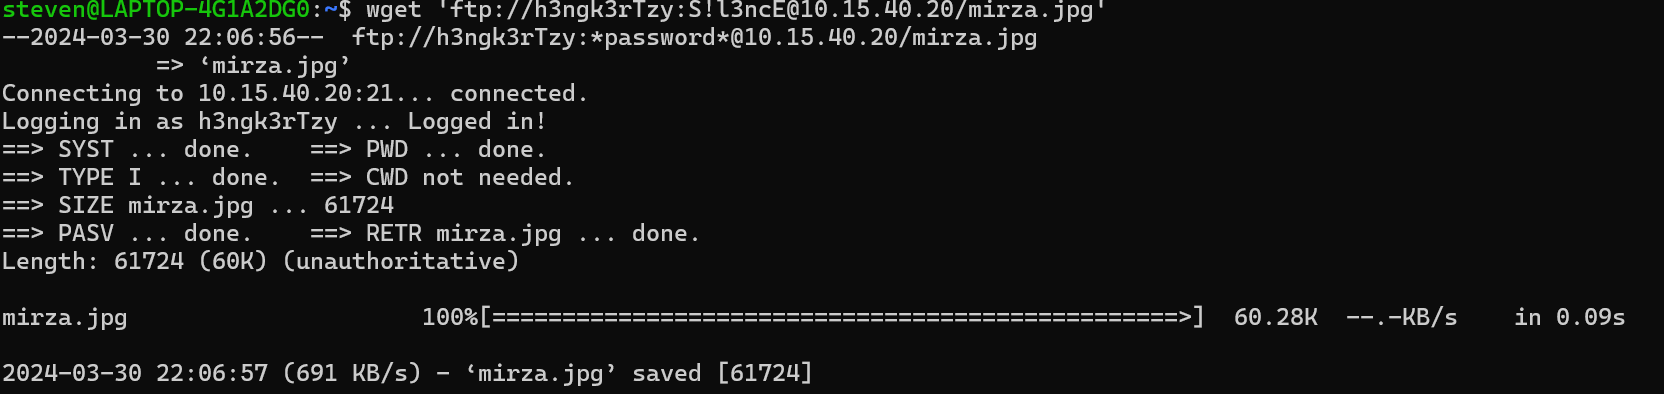 steven@LAPTOP-4G1A2DG0:~$ wget 'ftp://h3ngk3rTzy:S!l3ncE@10.15.40.20/mirza.jpg'
--2024-03-30 22:06:56--  ftp://h3ngk3rTzy:*password*@10.15.40.20/mirza.jpg
           => ‘mirza.jpg’
Connecting to 10.15.40.20:21... connected.
Logging in as h3ngk3rTzy ... Logged in!
==> SYST ... done.    ==> PWD ... done.
==> TYPE I ... done.  ==> CWD not needed.
==> SIZE mirza.jpg ... 61724
==> PASV ... done.    ==> RETR mirza.jpg ... done.
Length: 61724 (60K) (unauthoritative)
mirza.jpg                     100%[=================================================>]  60.28K  --.-KB/s    in 0.09s
2024-03-30 22:06:57 (691 KB/s) - ‘mirza.jpg’ saved [61724]